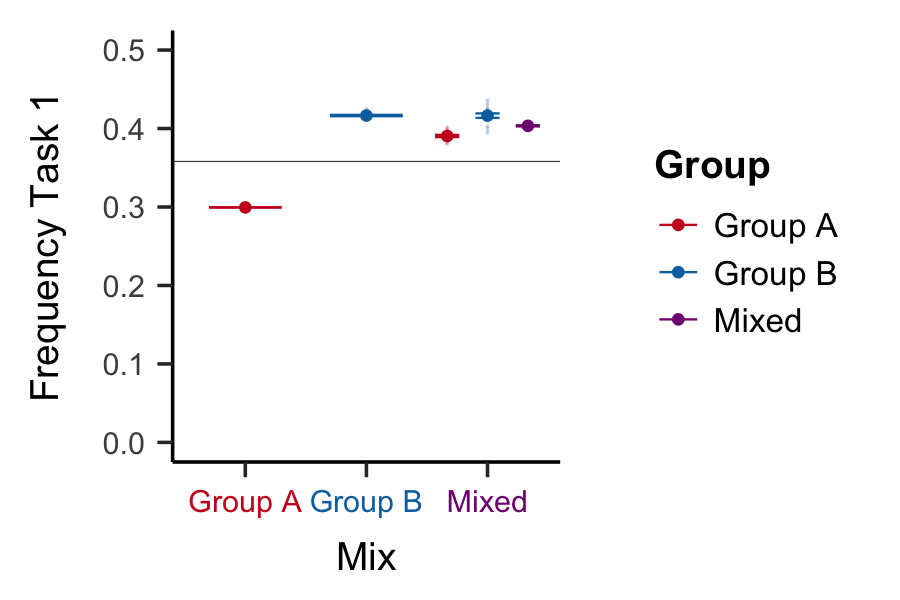 0.5
0.4
0.3
0.2
0.1
0.0
Frequency Task 1
Group A Group B Mixed
Mix
Group
Group A
Group B
Mixed